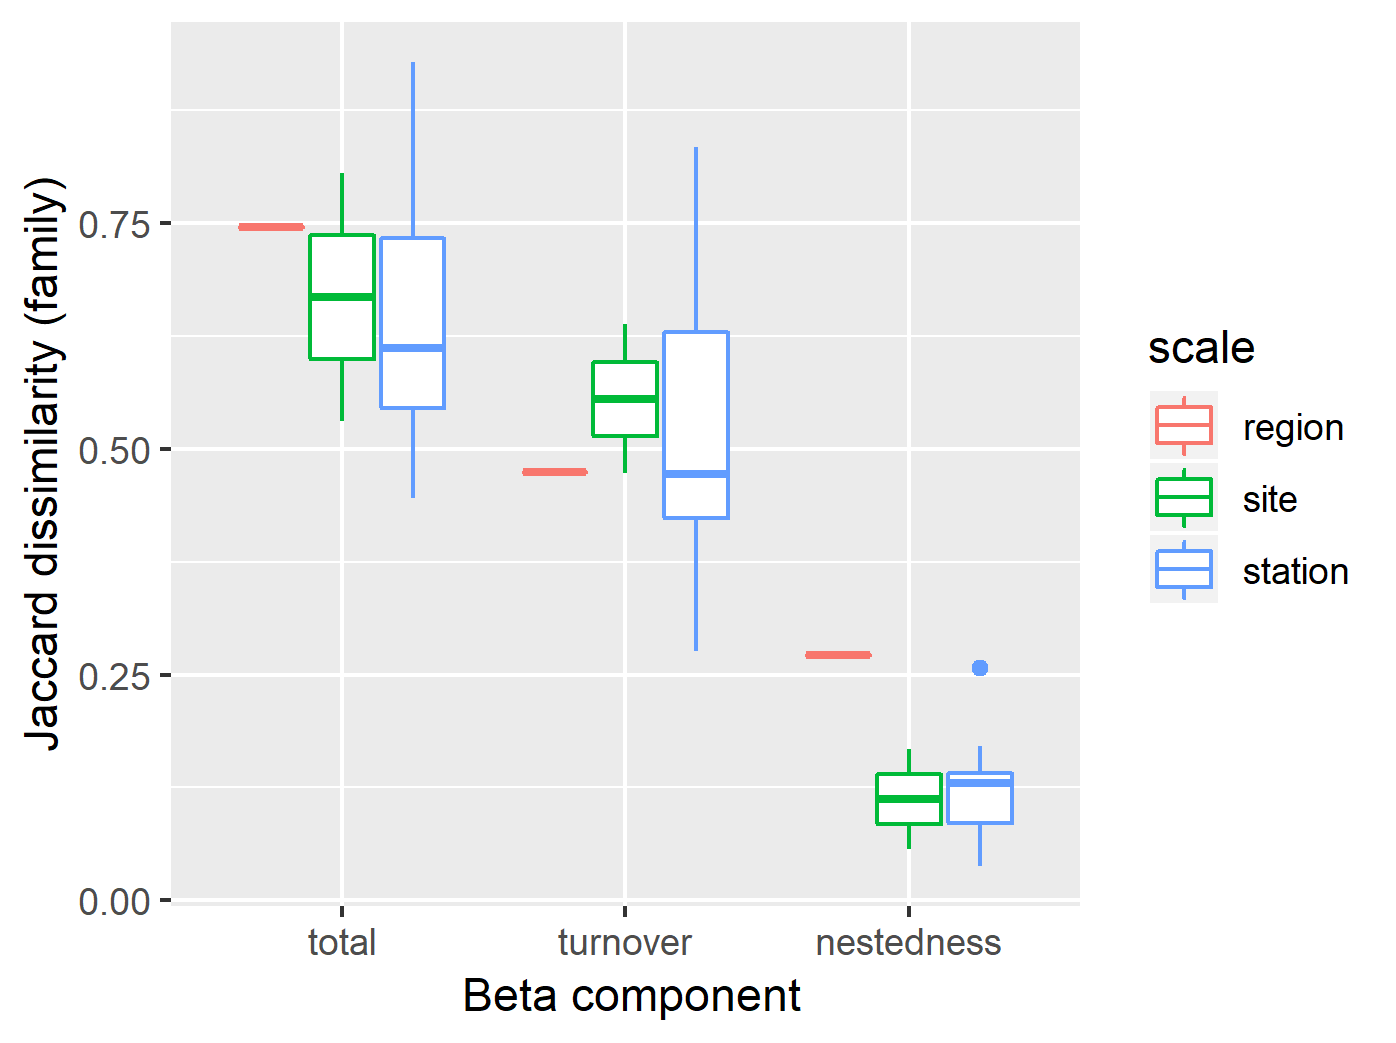 Jaccard dissimilarity (family)
0.75
0.50
0.25
0.00
total
turnover
nestedness
Beta component
scale
region
site
station